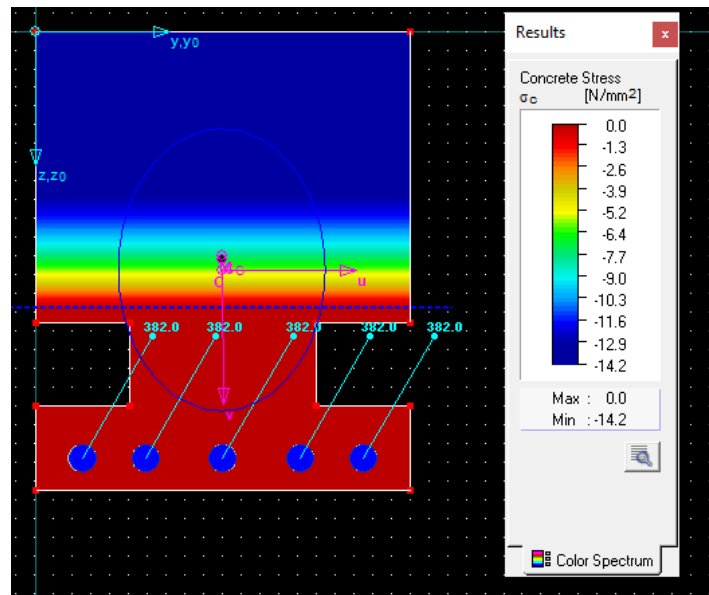 y,y0
z,z0
u
v
382.0 382.0 382.0 382.0 382.0
Results
x
Concrete Stress
σc [N/mm2]
0.0
-1.3
-2.6
-3.9
-5.2
-6.4
-7.7
-9.0
-10.3
-11.6
-12.9
-14.2
Max : 0.0
Min : -14.2
Color Spectrum